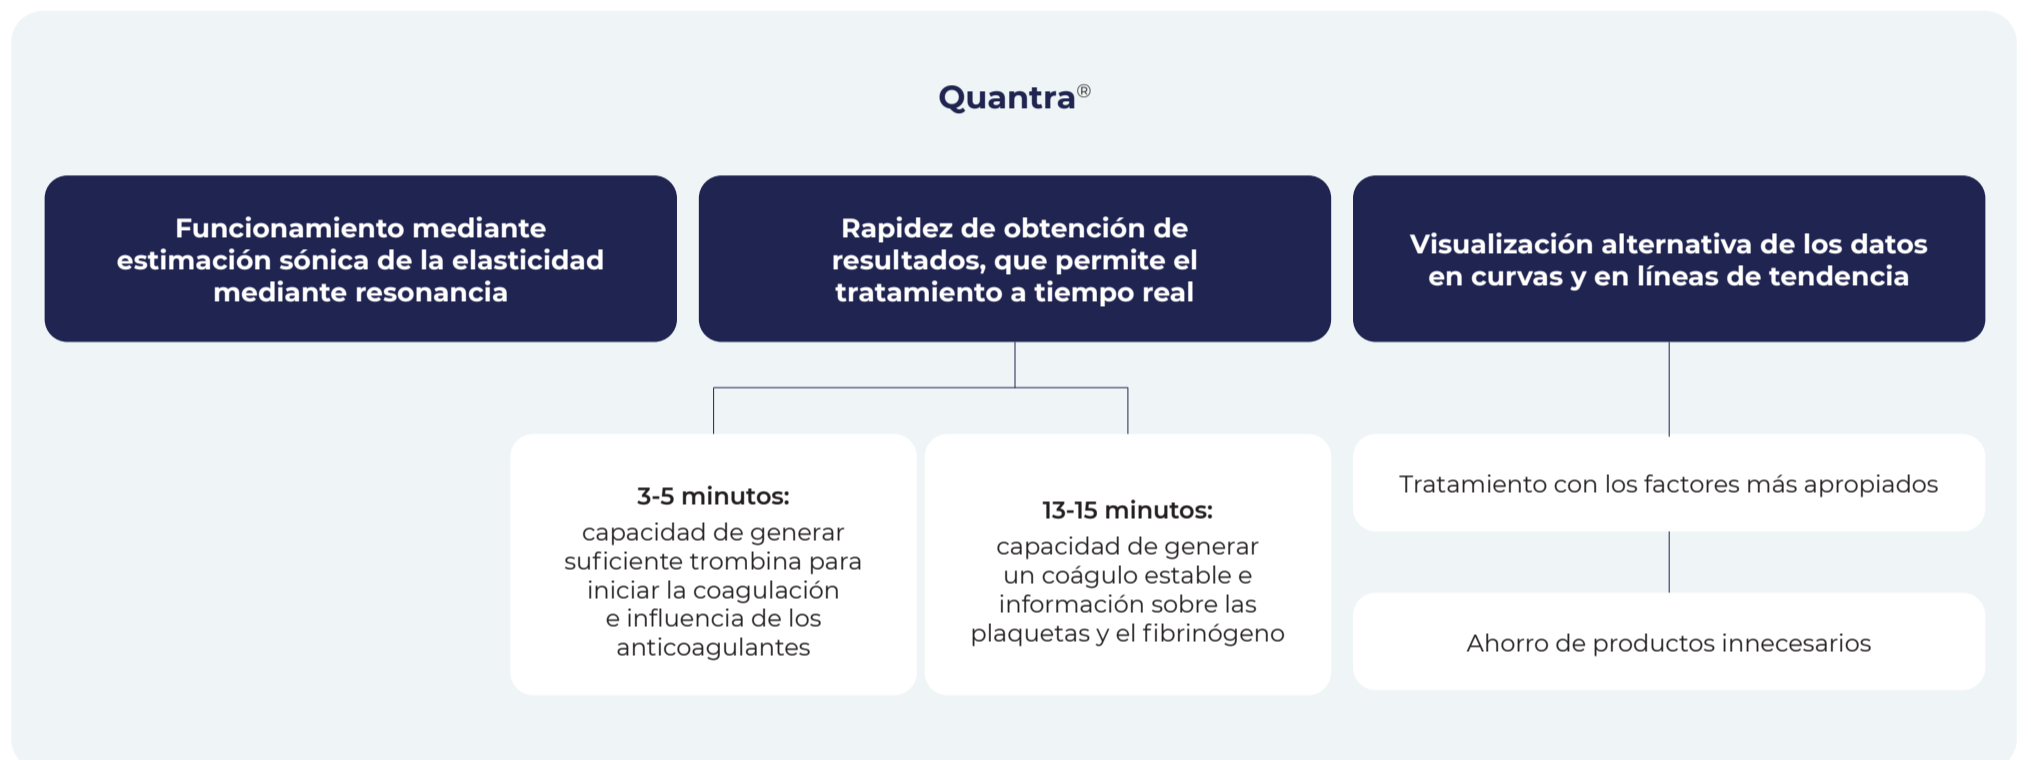 Quantra®
Funcionamiento mediante
estimación sónica de la elasticidad
mediante resonancia
Rapidez de obtención de
resultados, que permite el
tratamiento a tiempo real
Visualización alternativa de los datos
en curvas y en líneas de tendencia
3-5 minutos:
capacidad de generar
suficiente trombina para
iniciar la coagulación
e influencia de los
anticoagulantes
13-15 minutos:
capacidad de generar
un coágulo estable e
información sobre las
plaquetas y el fibrinógeno
Tratamiento con los factores más apropiados
Ahorro de productos innecesarios